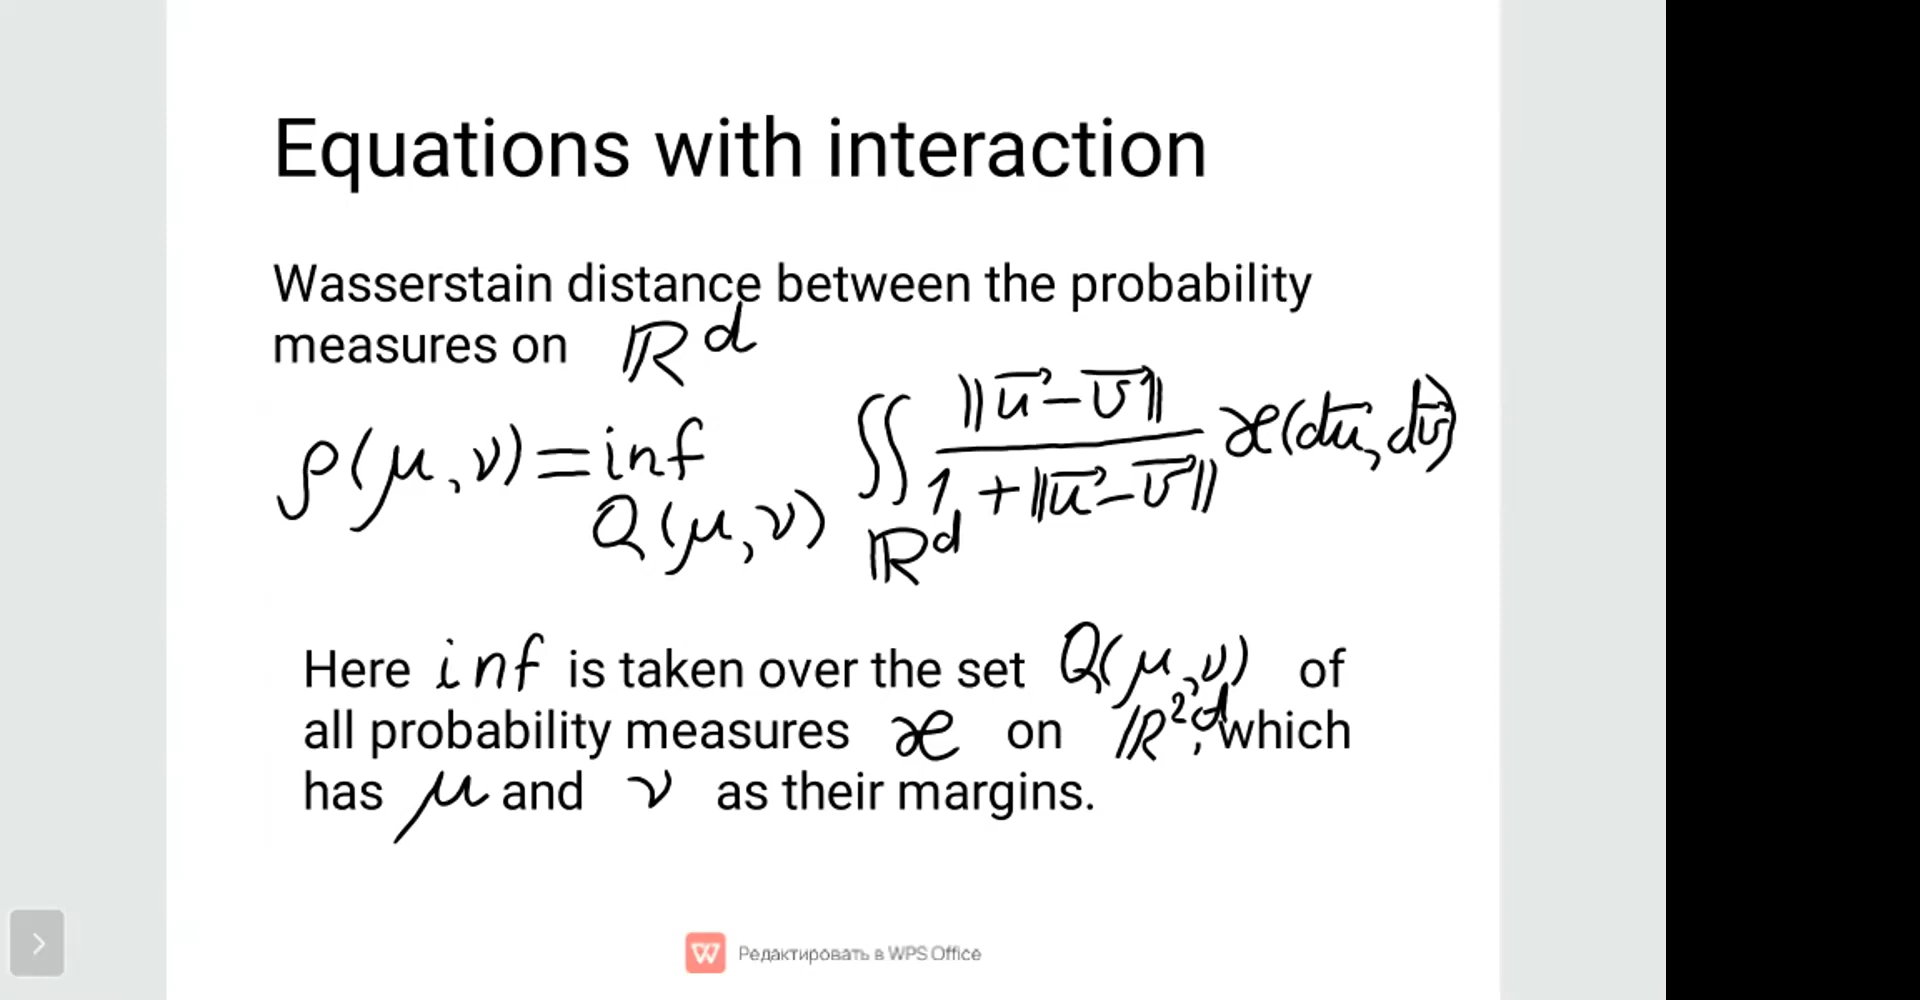 Equations with interaction
Wasserstain distance between the probability
measures on ℝ^d
ρ(μ, ν) = inf_{Q(μ, ν)} ∬_{ℝ^d} ‖u⃗ − v⃗‖ / (1 + ‖u⃗ − v⃗‖) æ(du⃗, dv⃗)
Here inf is taken over the set Q(μ, ν) of
all probability measures æ on ℝ^{2d}, which
has μ and ν as their margins.
Редактировать в WPS Office